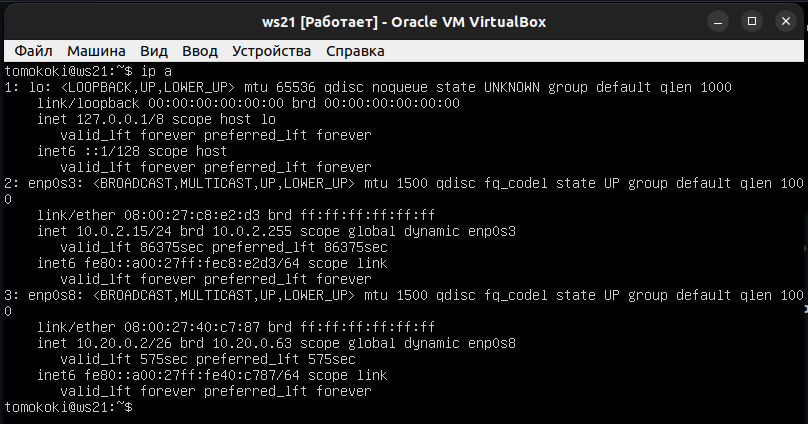 ws21 [Работает] - Oracle VM VirtualBox
Файл Машина Вид Ввод Устройства Справка
tomokoki@ws21:~$ ip a
1: lo: <LOOPBACK,UP,LOWER_UP> mtu 65536 qdisc noqueue state UNKNOWN group default qlen 1000
    link/loopback 00:00:00:00:00:00 brd 00:00:00:00:00:00
    inet 127.0.0.1/8 scope host lo
       valid_lft forever preferred_lft forever
    inet6 ::1/128 scope host
       valid_lft forever preferred_lft forever
2: enp0s3: <BROADCAST,MULTICAST,UP,LOWER_UP> mtu 1500 qdisc fq_codel state UP group default qlen 100
0
    link/ether 08:00:27:c8:e2:d3 brd ff:ff:ff:ff:ff:ff
    inet 10.0.2.15/24 brd 10.0.2.255 scope global dynamic enp0s3
       valid_lft 86375sec preferred_lft 86375sec
    inet6 fe80::a00:27ff:fec8:e2d3/64 scope link
       valid_lft forever preferred_lft forever
3: enp0s8: <BROADCAST,MULTICAST,UP,LOWER_UP> mtu 1500 qdisc fq_codel state UP group default qlen 100
0
    link/ether 08:00:27:40:c7:87 brd ff:ff:ff:ff:ff:ff
    inet 10.20.0.2/26 brd 10.20.0.63 scope global dynamic enp0s8
       valid_lft 575sec preferred_lft 575sec
    inet6 fe80::a00:27ff:fe40:c787/64 scope link
       valid_lft forever preferred_lft forever
tomokoki@ws21:~$